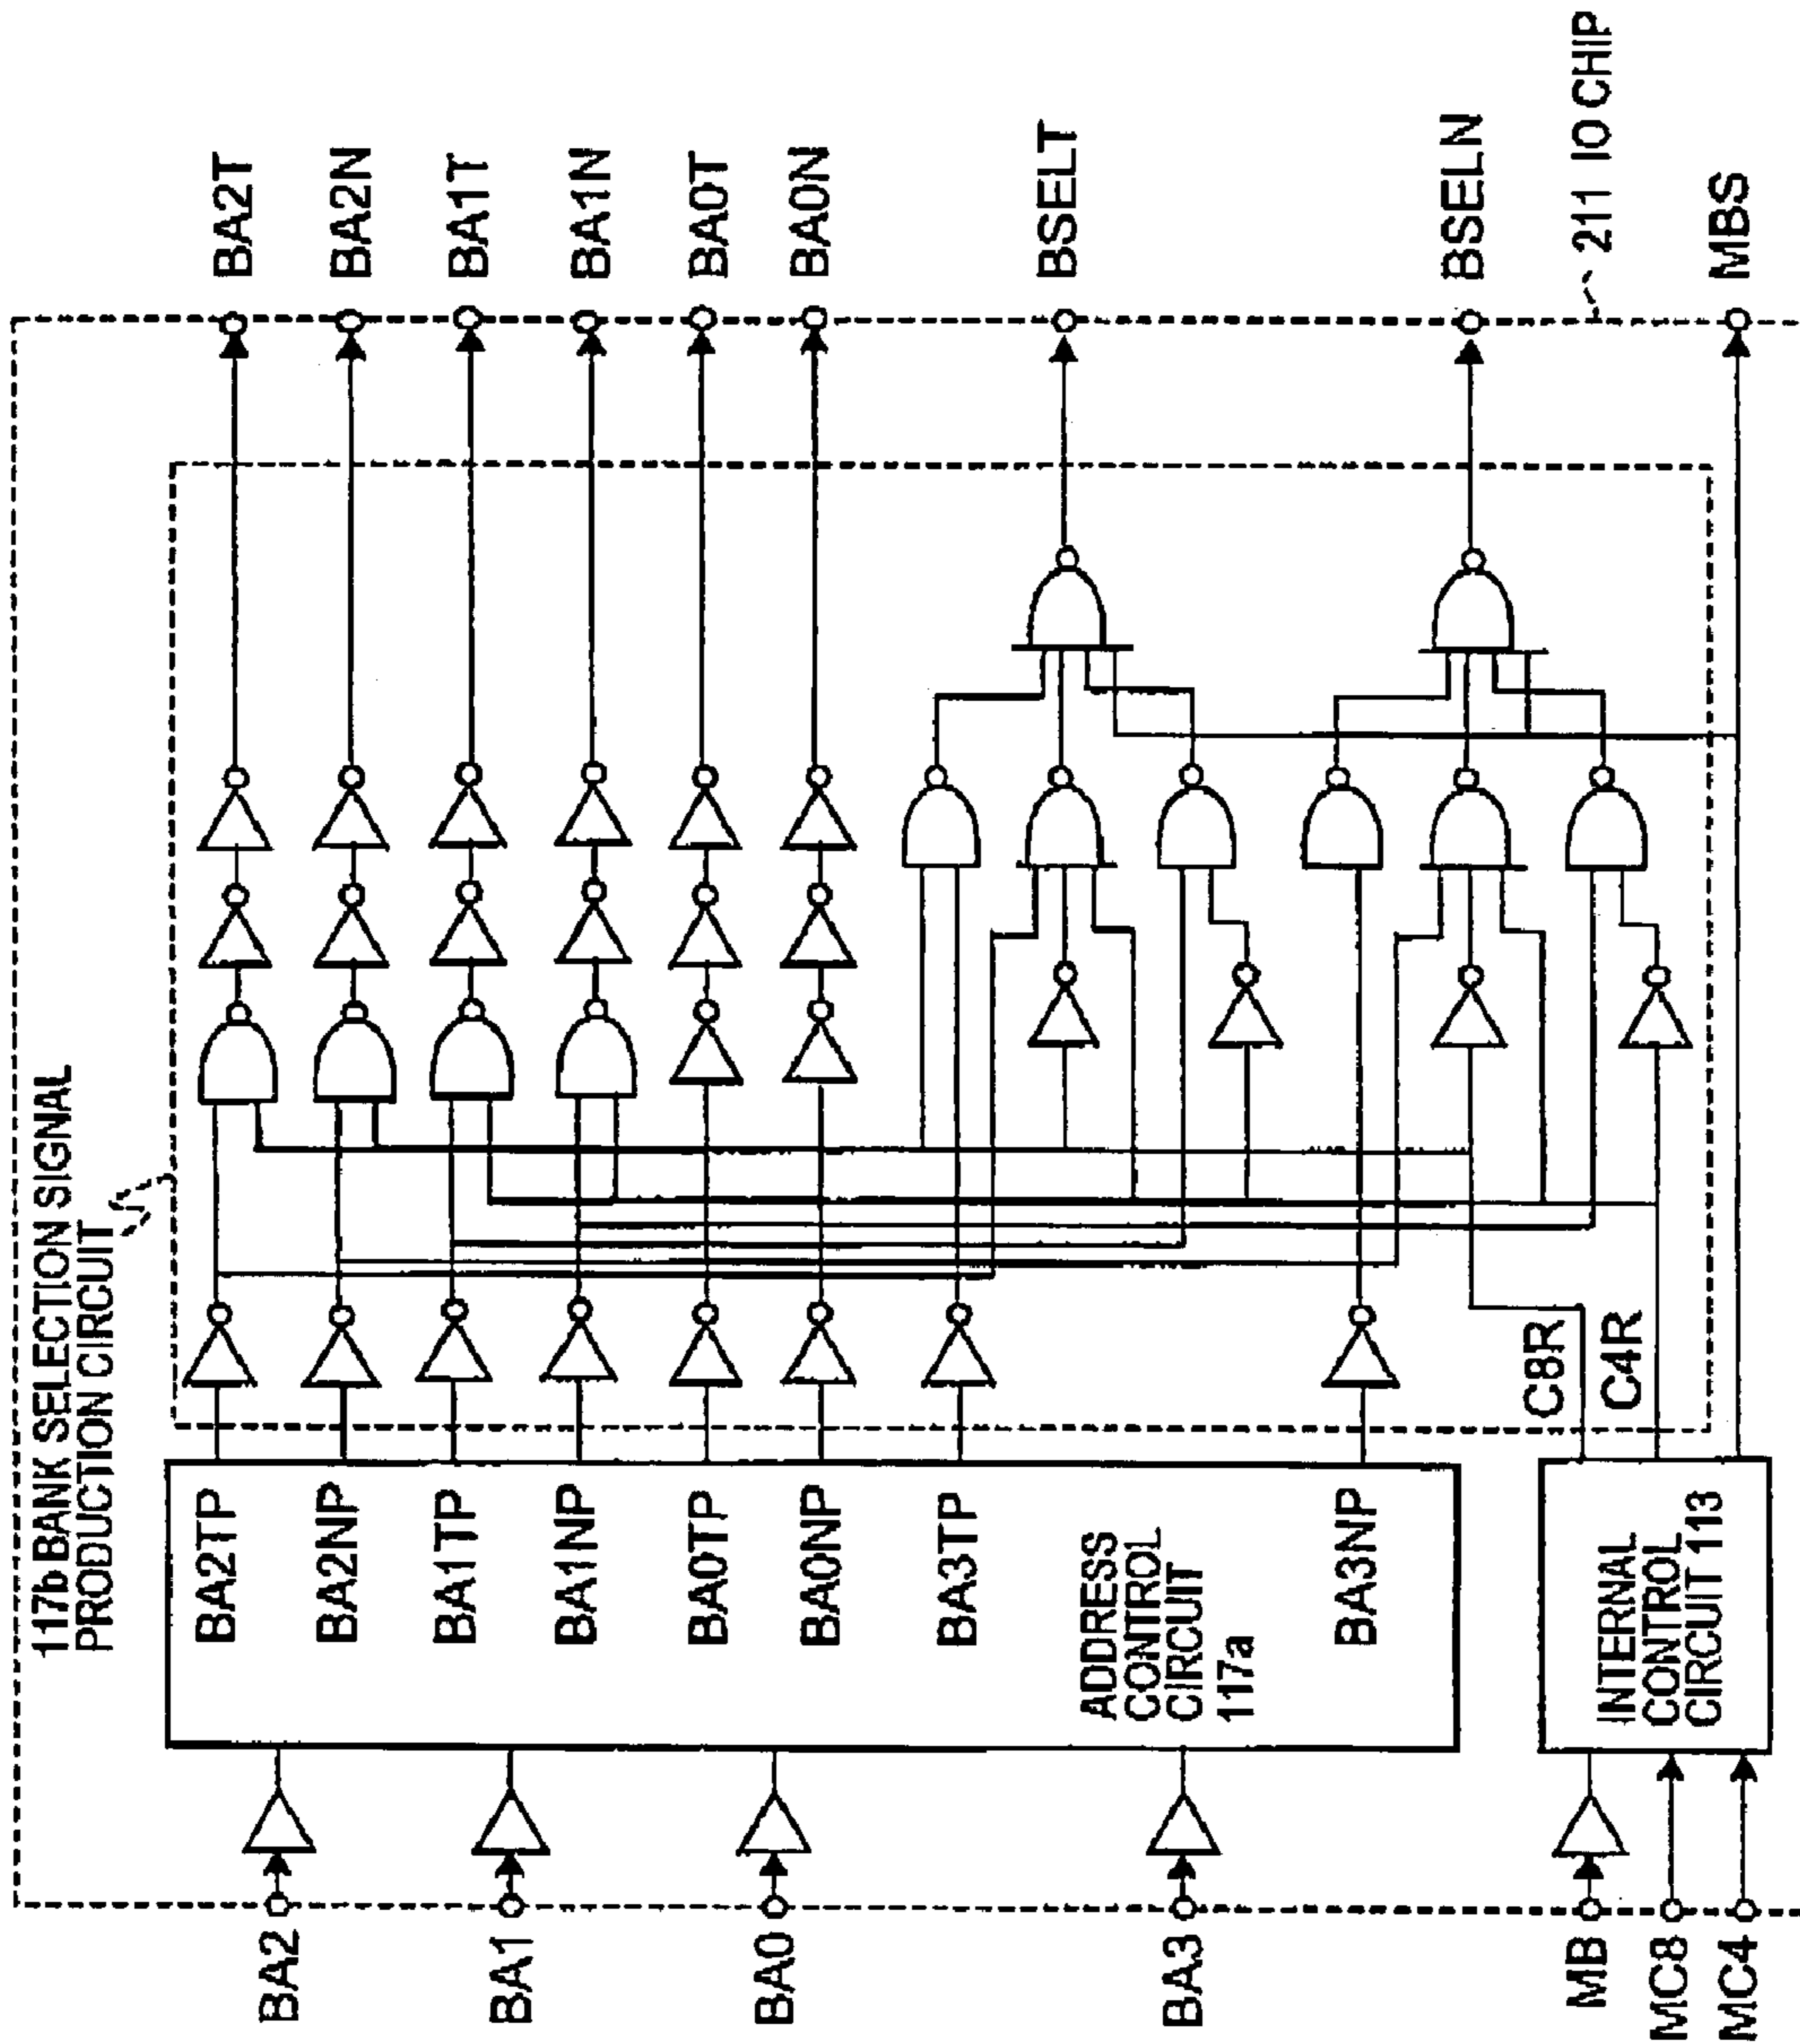 117b BANK SELECTION SIGNAL
PRODUCTION CIRCUIT
BA2
BA1
BA0
BA3
MB
MC8
MC4
BA2TP
BA2NP
BA1TP
BA1NP
BA0TP
BA0NP
BA3TP
BA3NP
ADDRESS
CONTROL
CIRCUIT
117a
INTERNAL
CONTROL
CIRCUIT 113
C8R
C4R
BA2T
BA2N
BA1T
BA1N
BA0T
BA0N
BSELT
BSELN
211 IO CHIP
MBS